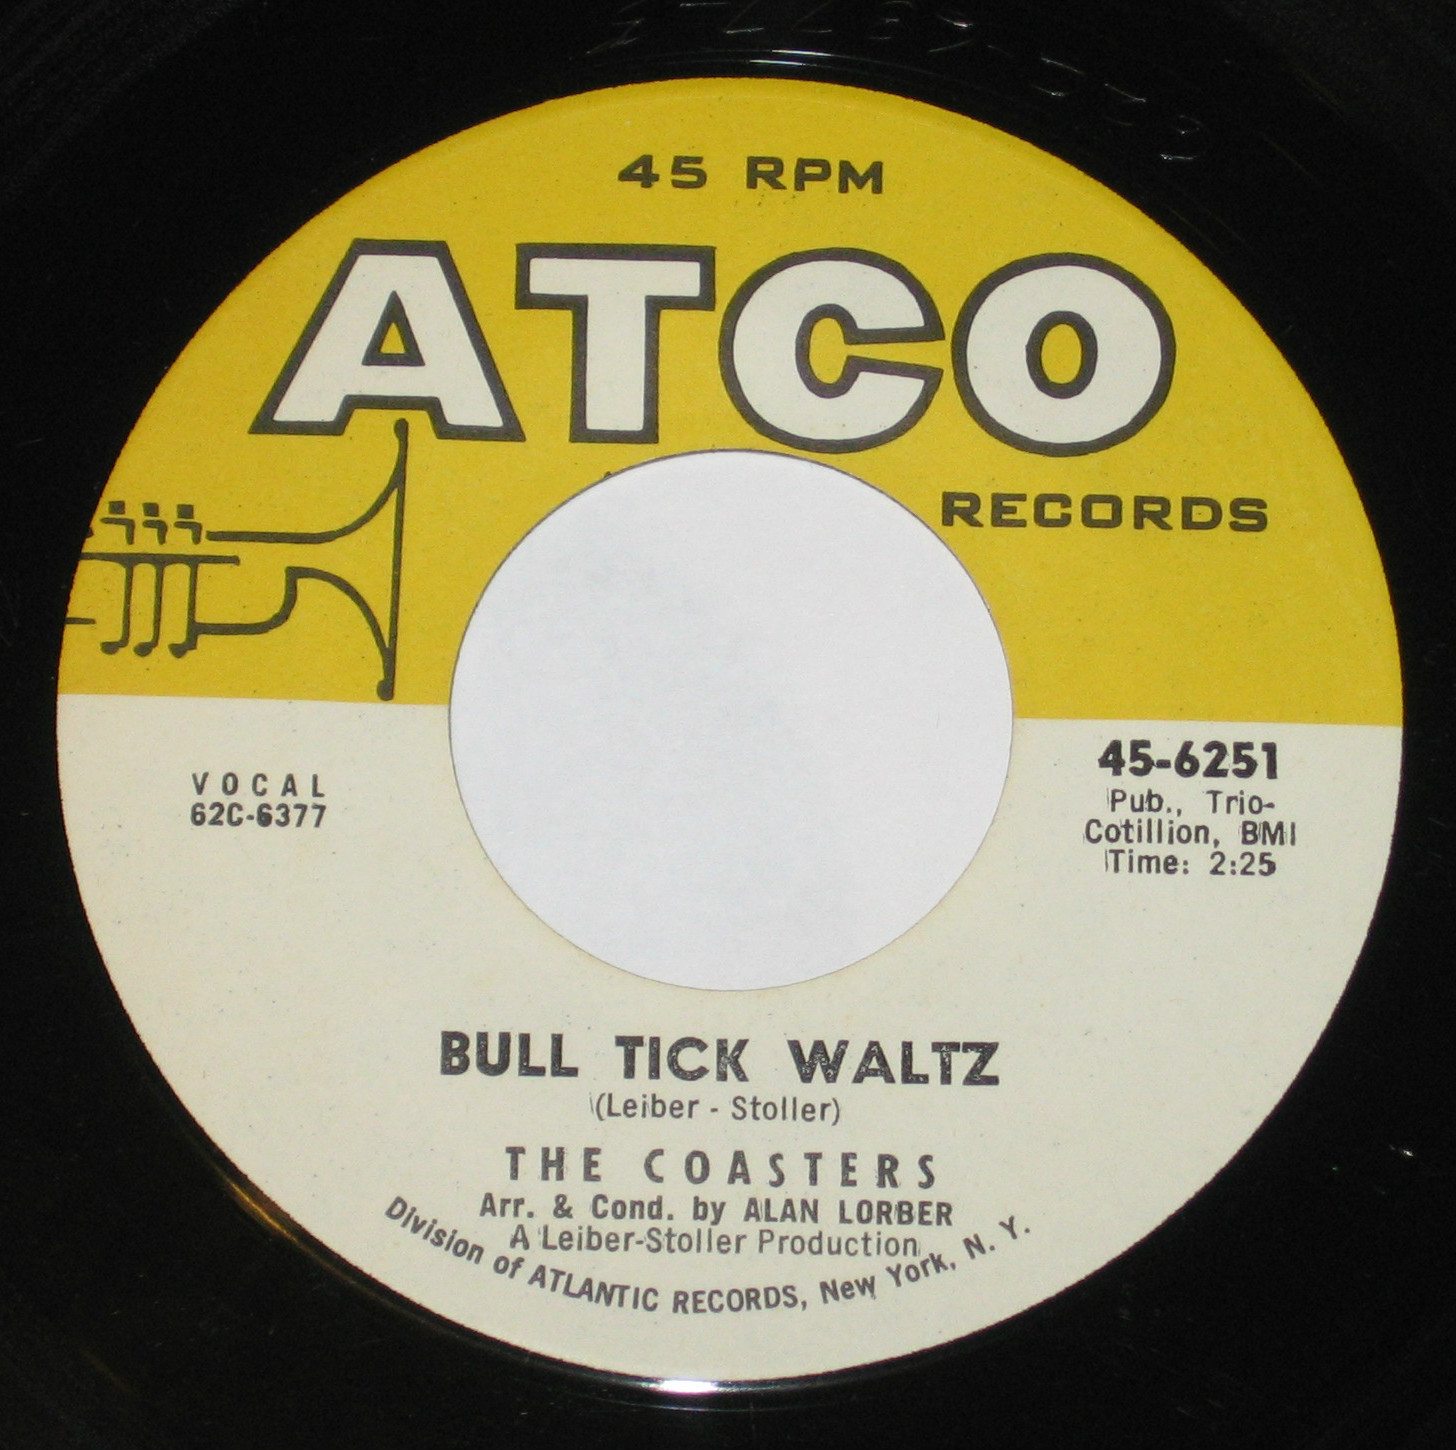 45 RPM
ATCO
RECORDS
VOCAL
62C-6377
45-6251
Pub., Trio-
Cotillion, BMI
Time: 2:25
BULL TICK WALTZ
(Leiber - Stoller)
THE COASTERS
Arr. & Cond. by ALAN LORBER
A Leiber-Stoller Production
Division of ATLANTIC RECORDS, New York, N. Y.